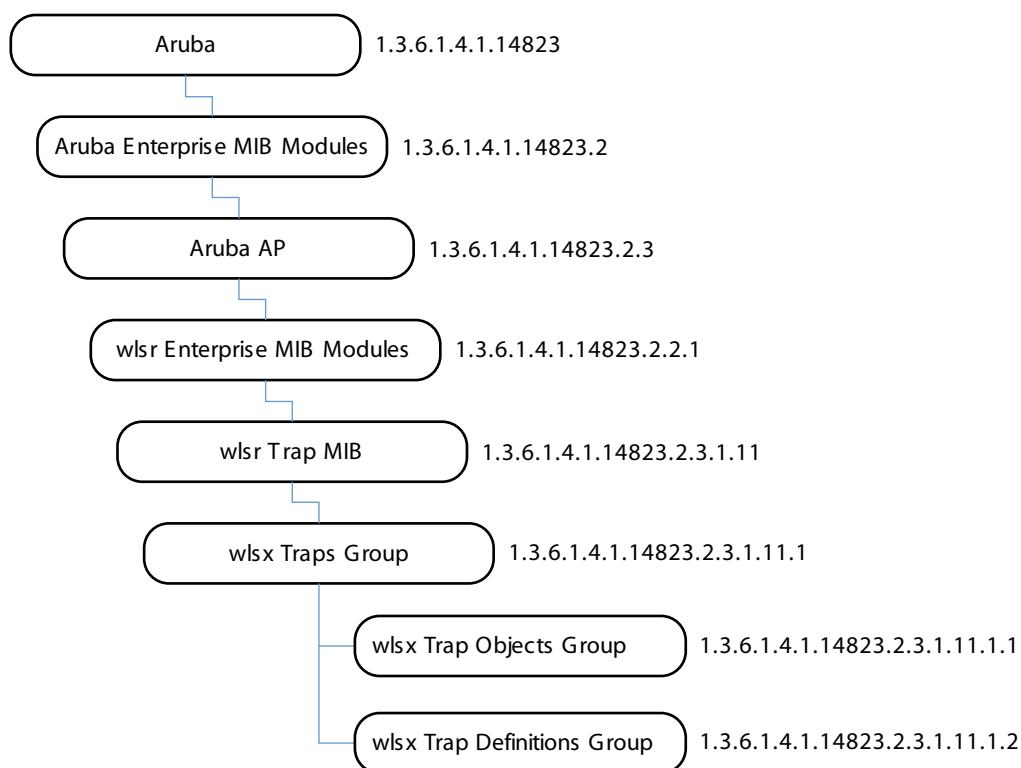 Aruba 1.3.6.1.4.1.14823
Aruba Enterprise MIB Modules 1.3.6.1.4.1.14823.2
Aruba AP 1.3.6.1.4.1.14823.2.3
wlsr Enterprise MIB Modules 1.3.6.1.4.1.14823.2.2.1
wlsr Trap MIB 1.3.6.1.4.1.14823.2.3.1.11
wlsx Traps Group 1.3.6.1.4.1.14823.2.3.1.11.1
wlsx Trap Objects Group 1.3.6.1.4.1.14823.2.3.1.11.1.1
wlsx Trap Definitions Group 1.3.6.1.4.1.14823.2.3.1.11.1.2